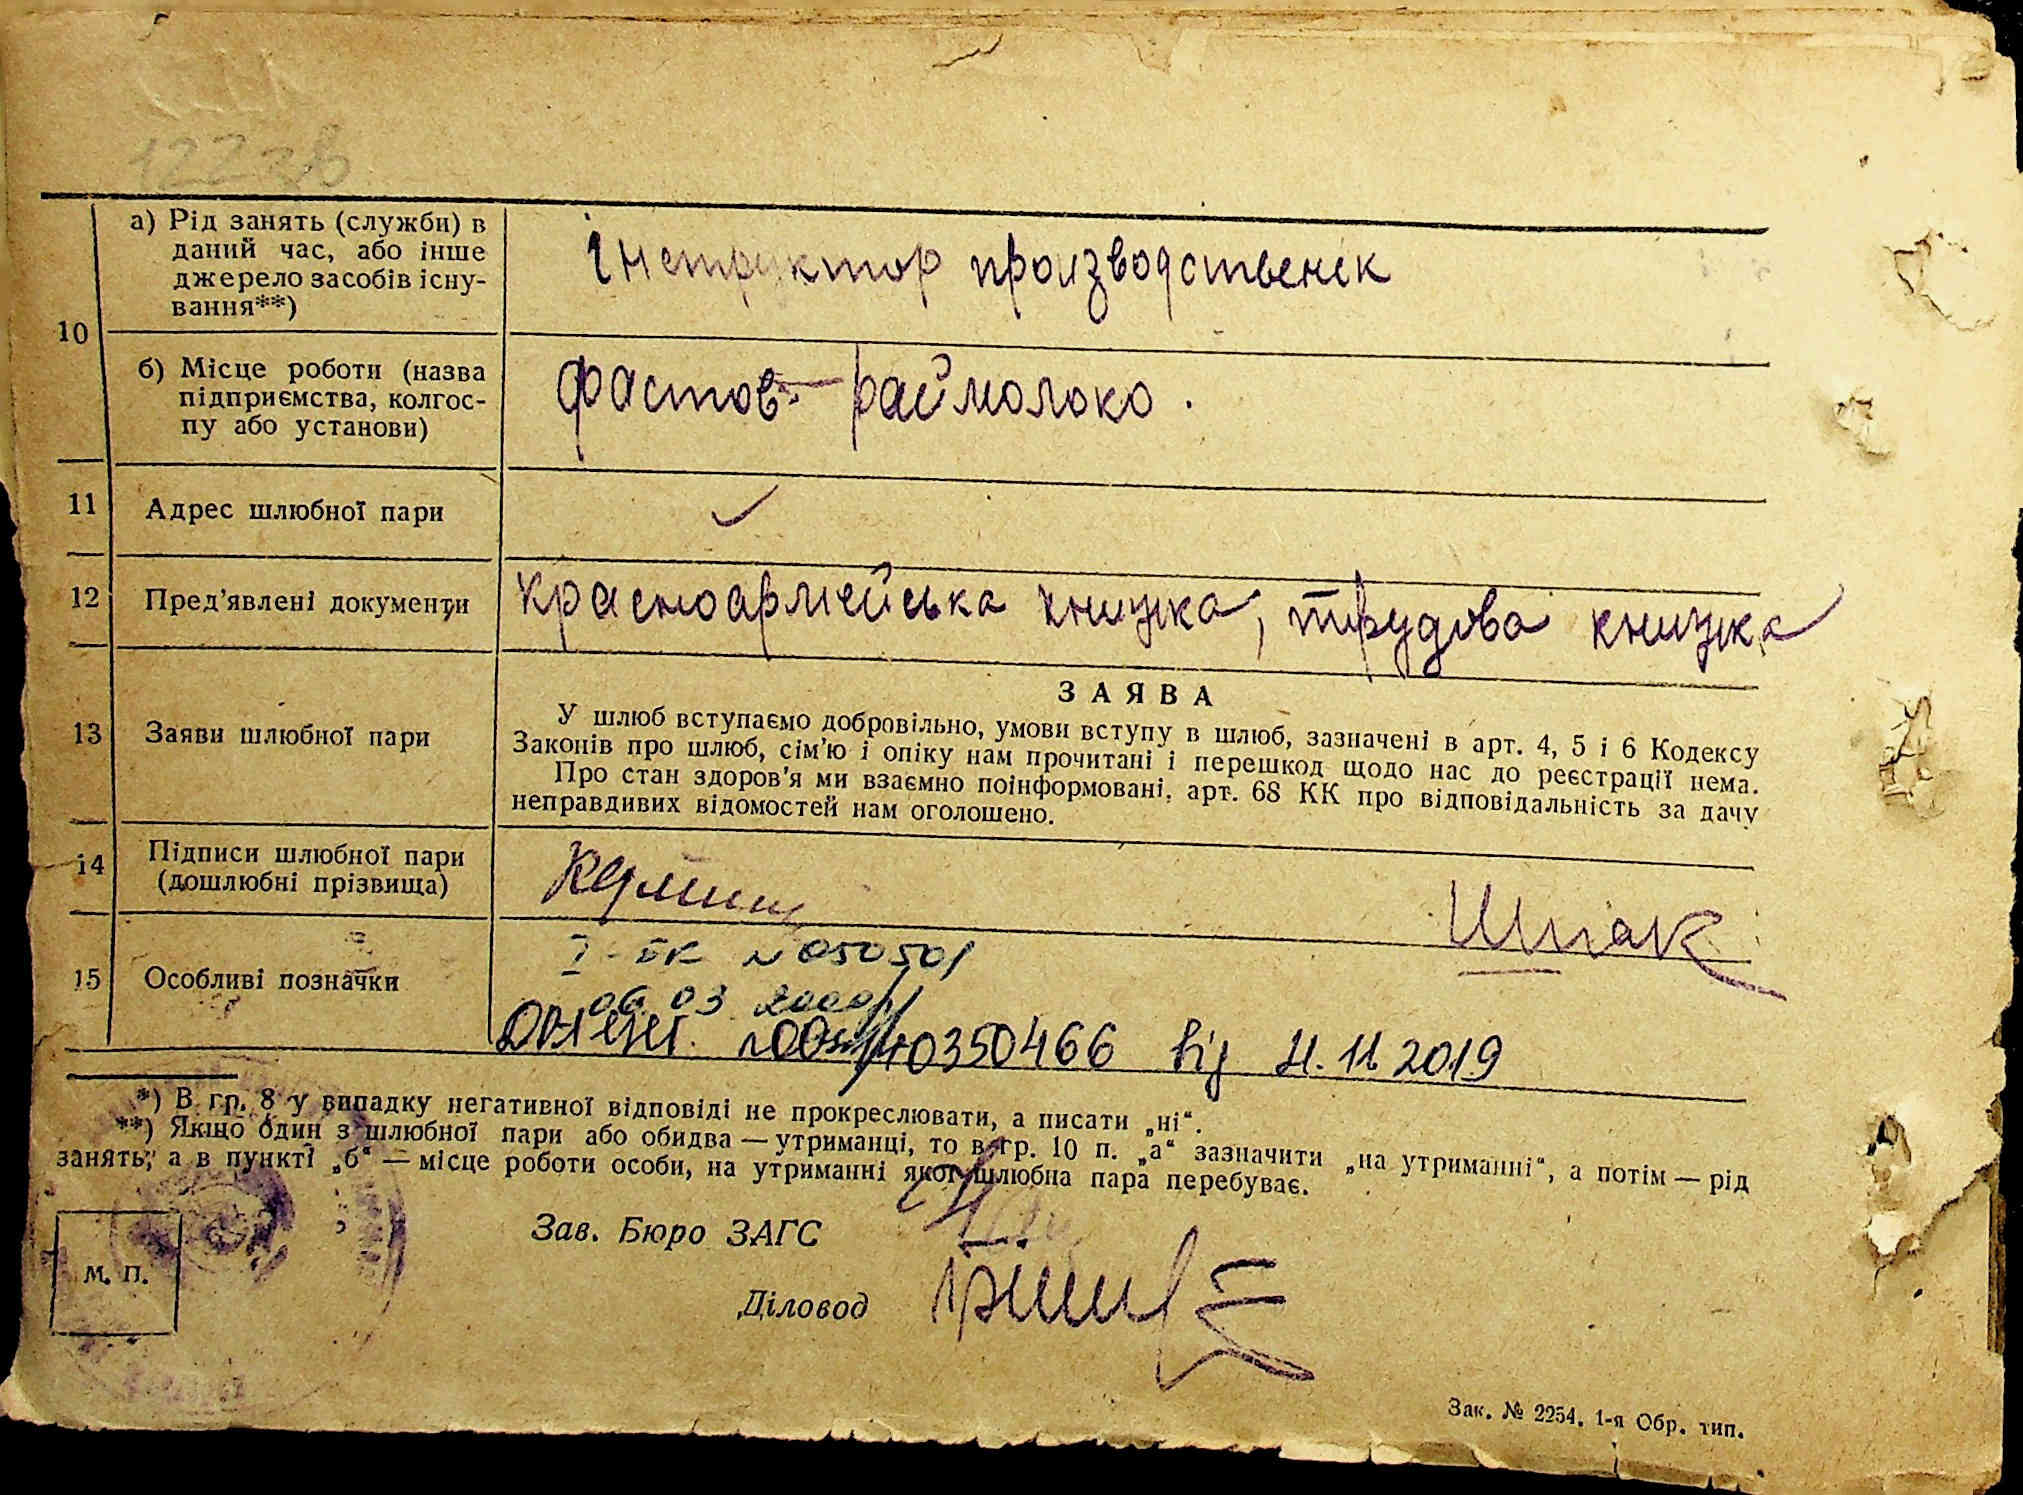 122зв
10
а) Рід занять (служби) в
даний час, або інше
джерело засобів існу-
вання**)
інструктор производственік
б) Місце роботи (назва
підприємства, колгос-
пу або установи)
Фастов-раймолоко.
11
Адрес шлюбної пари
12
Пред'явлені документи
красноармейська книжка, трудова книжка
13
Заяви шлюбної пари
ЗАЯВА
У шлюб вступаємо добровільно, умови вступу в шлюб, зазначені в арт. 4, 5 і 6 Кодексу
Законів про шлюб, сім'ю і опіку нам прочитані і перешкод щодо нас до реєстрації нема.
Про стан здоров'я ми взаємно поінформовані, арт. 68 КК про відповідальність за дачу
неправдивих відомостей нам оголошено.
14
Підписи шлюбної пари
(дошлюбні прізвища)
Шпак
15
Особливі позначки
I-БК N 050501
06 03 2000
0350466 від 11.11.2019
*) В гр. 8 у випадку негативної відповіді не прокреслювати, а писати „ні“.
**) Якщо один з шлюбної пари або обидва — утриманці, то в гр. 10 п. „а“ зазначити „на утриманні“, а потім — рід
занять, а в пункті „б“ — місце роботи особи, на утриманні якої шлюбна пара перебуває.
Зав. Бюро ЗАГС
М. П.
Діловод
Зак. № 2254. 1-я Обр. тип.